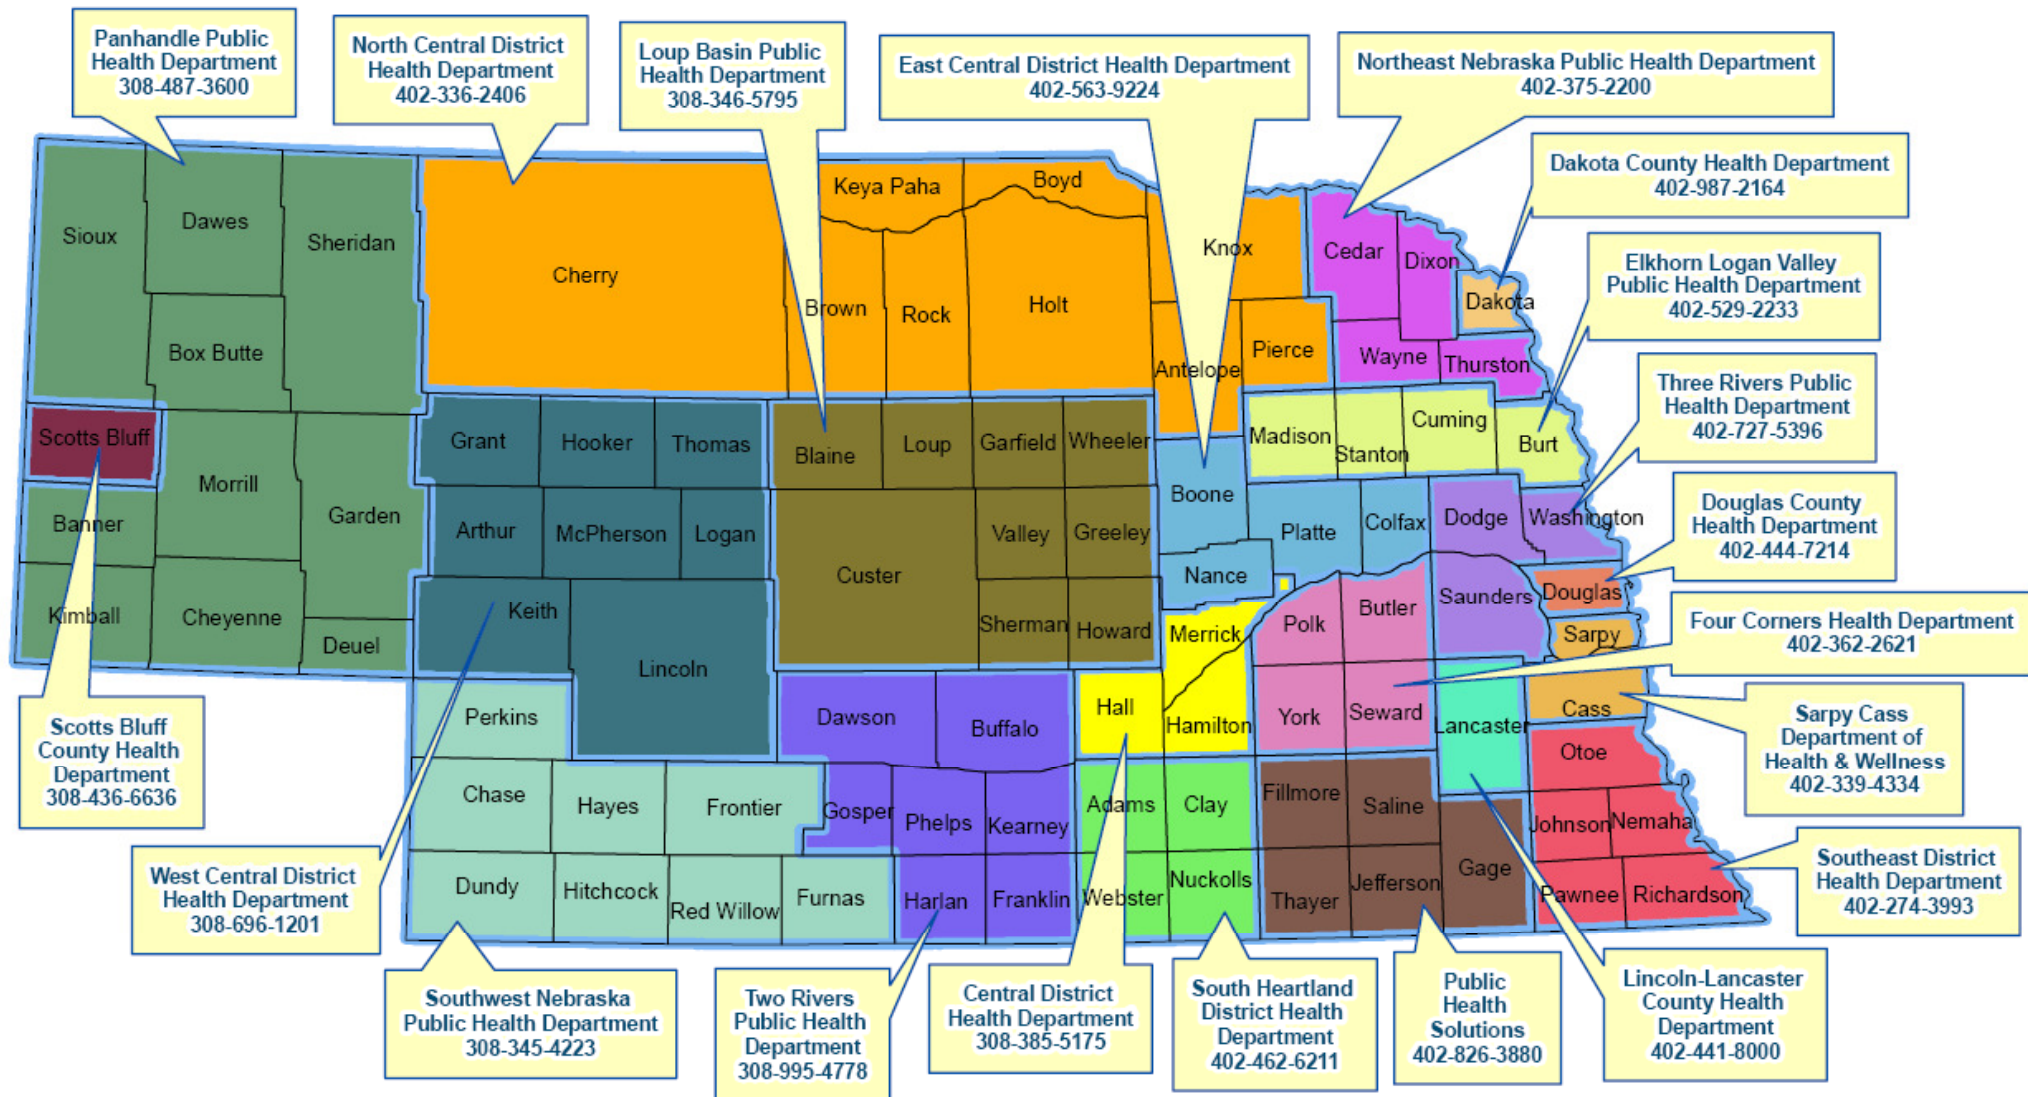 Panhandle Public
Health Department
308-487-3600
North Central District
Health Department
402-336-2406
Loup Basin Public
Health Department
308-346-5795
East Central District Health Department
402-563-9224
Northeast Nebraska Public Health Department
402-375-2200
Dakota County Health Department
402-987-2164
Elkhorn Logan Valley
Public Health Department
402-529-2233
Three Rivers Public
Health Department
402-727-5396
Douglas County
Health Department
402-444-7214
Four Corners Health Department
402-362-2621
Sarpy Cass
Department of
Health & Wellness
402-339-4334
Southeast District
Health Department
402-274-3993
Lincoln-Lancaster
County Health
Department
402-441-8000
Public
Health
Solutions
402-826-3880
South Heartland
District Health
Department
402-462-6211
Central District
Health Department
308-385-5175
Two Rivers
Public Health
Department
308-995-4778
Southwest Nebraska
Public Health Department
308-345-4223
West Central District
Health Department
308-696-1201
Scotts Bluff
County Health
Department
308-436-6636
Sioux
Dawes
Sheridan
Box Butte
Scotts Bluff
Morrill
Garden
Banner
Kimball
Cheyenne
Deuel
Cherry
Keya Paha
Boyd
Brown
Rock
Holt
Knox
Antelope
Pierce
Cedar
Dixon
Dakota
Wayne
Thurston
Grant
Hooker
Thomas
Arthur
McPherson
Logan
Keith
Lincoln
Blaine
Loup
Garfield
Wheeler
Custer
Valley
Greeley
Sherman
Howard
Boone
Platte
Colfax
Nance
Madison
Stanton
Cuming
Burt
Dodge
Washington
Saunders
Douglas
Sarpy
Cass
Merrick
Hall
Hamilton
Polk
Butler
York
Seward
Lancaster
Otoe
Johnson
Nemaha
Pawnee
Richardson
Perkins
Chase
Hayes
Frontier
Dundy
Hitchcock
Red Willow
Furnas
Dawson
Buffalo
Gosper
Phelps
Kearney
Harlan
Franklin
Adams
Clay
Webster
Nuckolls
Fillmore
Saline
Thayer
Jefferson
Gage